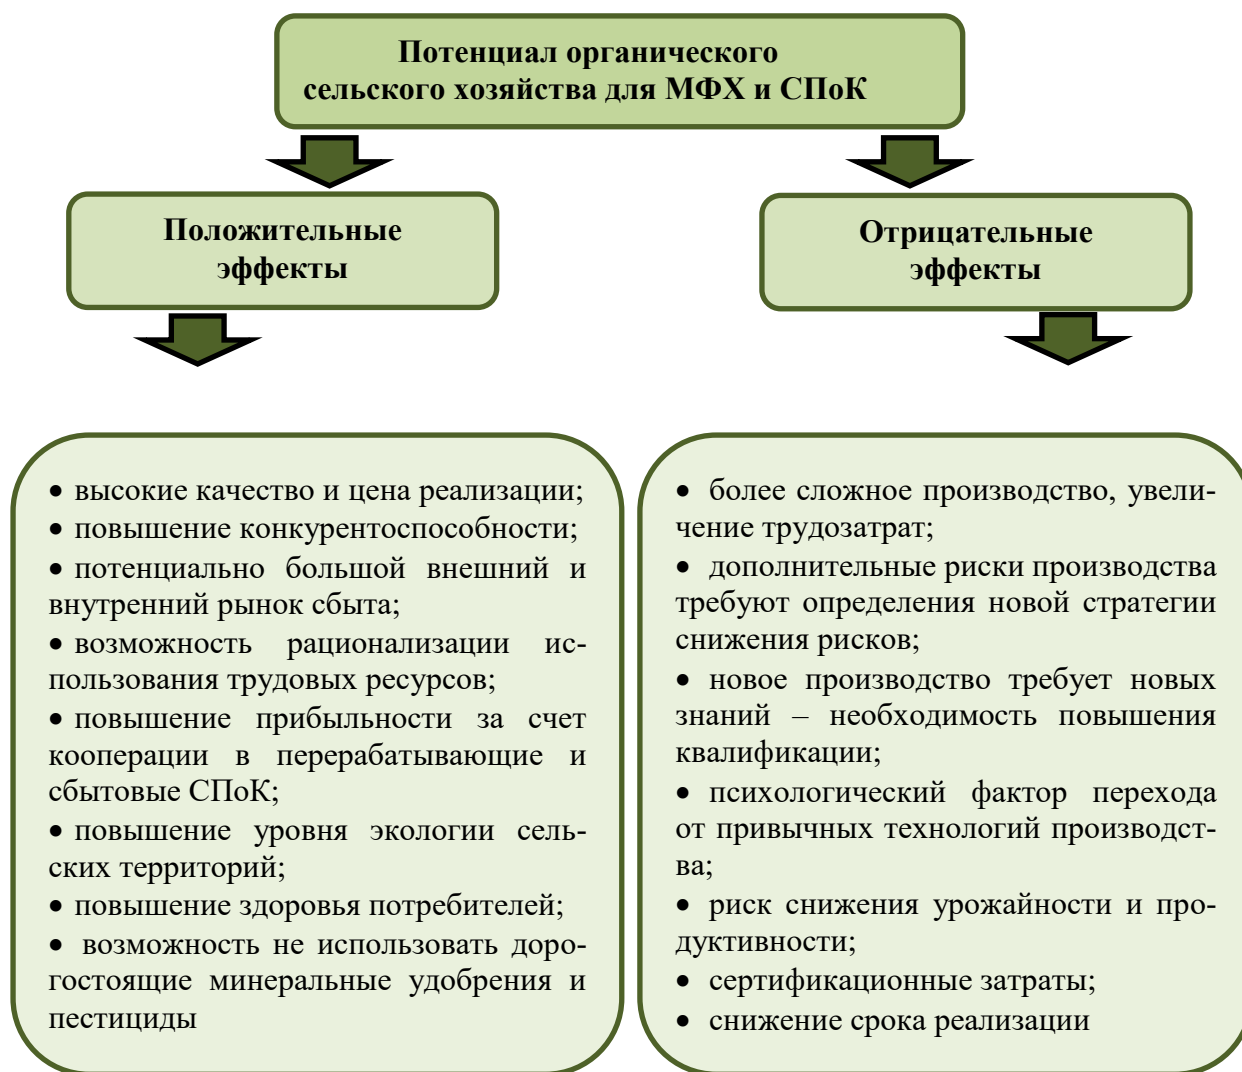 Потенциал органического
сельского хозяйства для МФХ и СПоК
Положительные
эффекты
Отрицательные
эффекты
• высокие качество и цена реализации;
• повышение конкурентоспособности;
• потенциально большой внешний и
внутренний рынок сбыта;
• возможность рационализации ис-
пользования трудовых ресурсов;
• повышение прибыльности за счет
кооперации в перерабатывающие и
сбытовые СПоК;
• повышение уровня экологии сель-
ских территорий;
• повышение здоровья потребителей;
• возможность не использовать доро-
гостоящие минеральные удобрения и
пестициды
• более сложное производство, увели-
чение трудозатрат;
• дополнительные риски производства
требуют определения новой стратегии
снижения рисков;
• новое производство требует новых
знаний – необходимость повышения
квалификации;
• психологический фактор перехода
от привычных технологий производст-
ва;
• риск снижения урожайности и про-
дуктивности;
• сертификационные затраты;
• снижение срока реализации